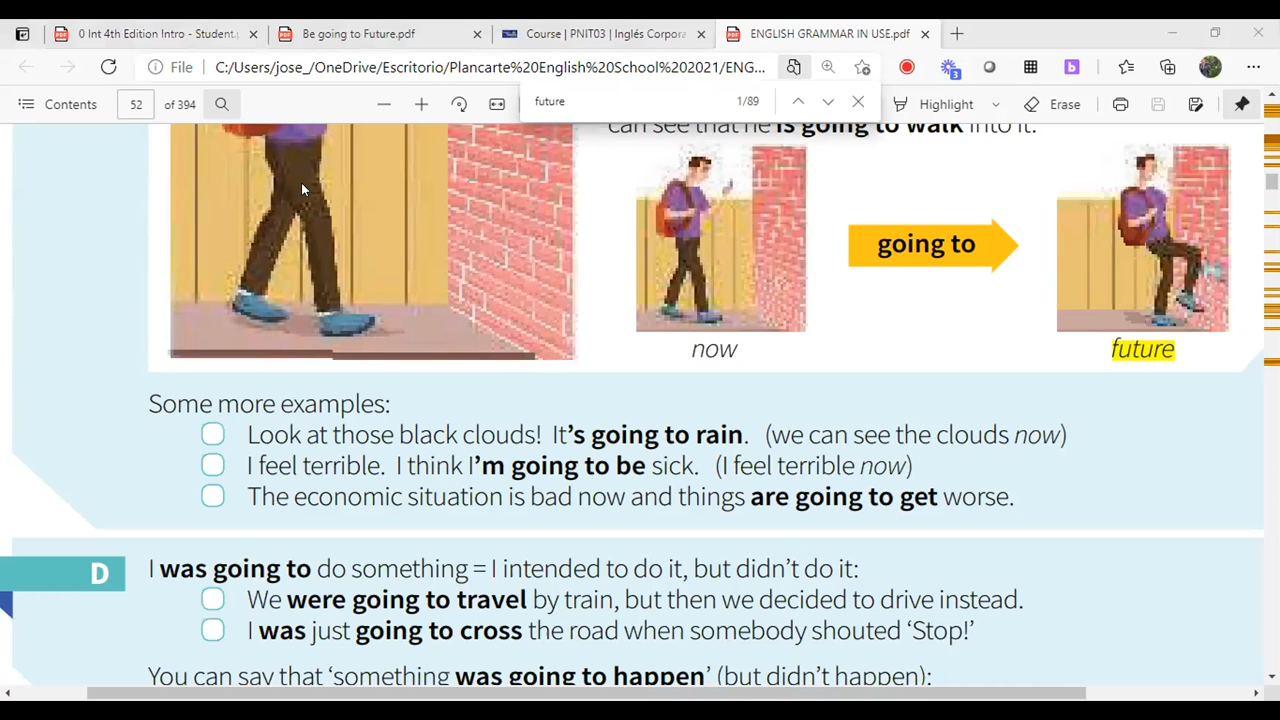 0 Int 4th Edition Intro - Student.
Be going to Future.pdf
Course | PNIT03 | Inglés Corpora
ENGLISH GRAMMAR IN USE.pdf
File
C:/Users/jose_/OneDrive/Escritorio/Plancarte%20English%20School%202021/ENG...
3
Contents
52
of 394
future
1/89
Highlight
Erase
can see that he is going to walk into it.
going to
now
future
Some more examples:
Look at those black clouds! It's going to rain. (we can see the clouds now)
I feel terrible. I think I'm going to be sick. (I feel terrible now)
The economic situation is bad now and things are going to get worse.
D
I was going to do something = I intended to do it, but didn't do it:
We were going to travel by train, but then we decided to drive instead.
I was just going to cross the road when somebody shouted 'Stop!'
You can say that 'something was going to happen' (but didn't happen):